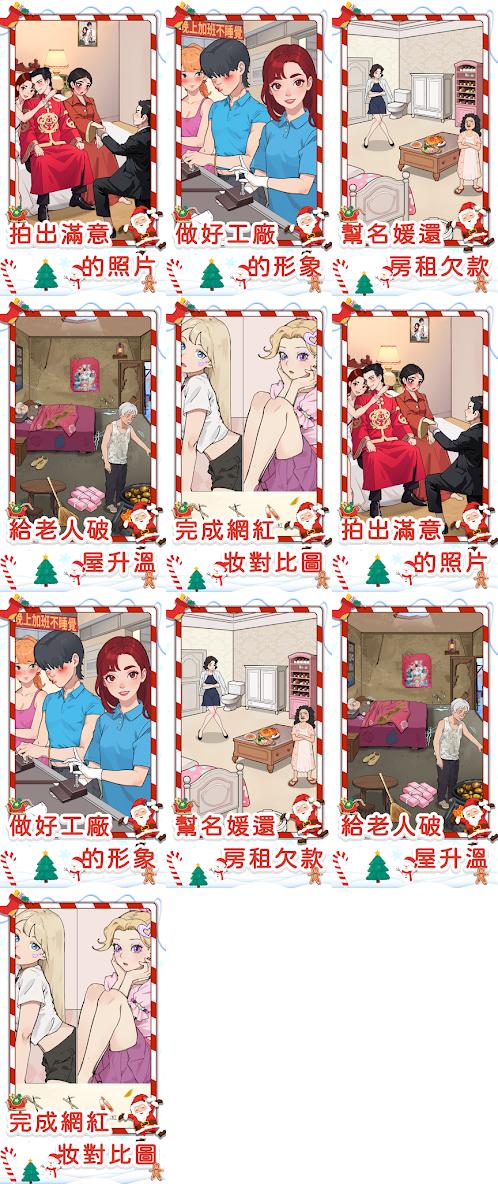 拍出滿意
的照片
晚上加班不睡覺
做好工廠
的形象
幫名媛還
房租欠款
給老人破
屋升溫
完成網紅
妝對比圖
拍出滿意
的照片
晚上加班不睡覺
做好工廠
的形象
幫名媛還
房租欠款
給老人破
屋升溫
完成網紅
妝對比圖